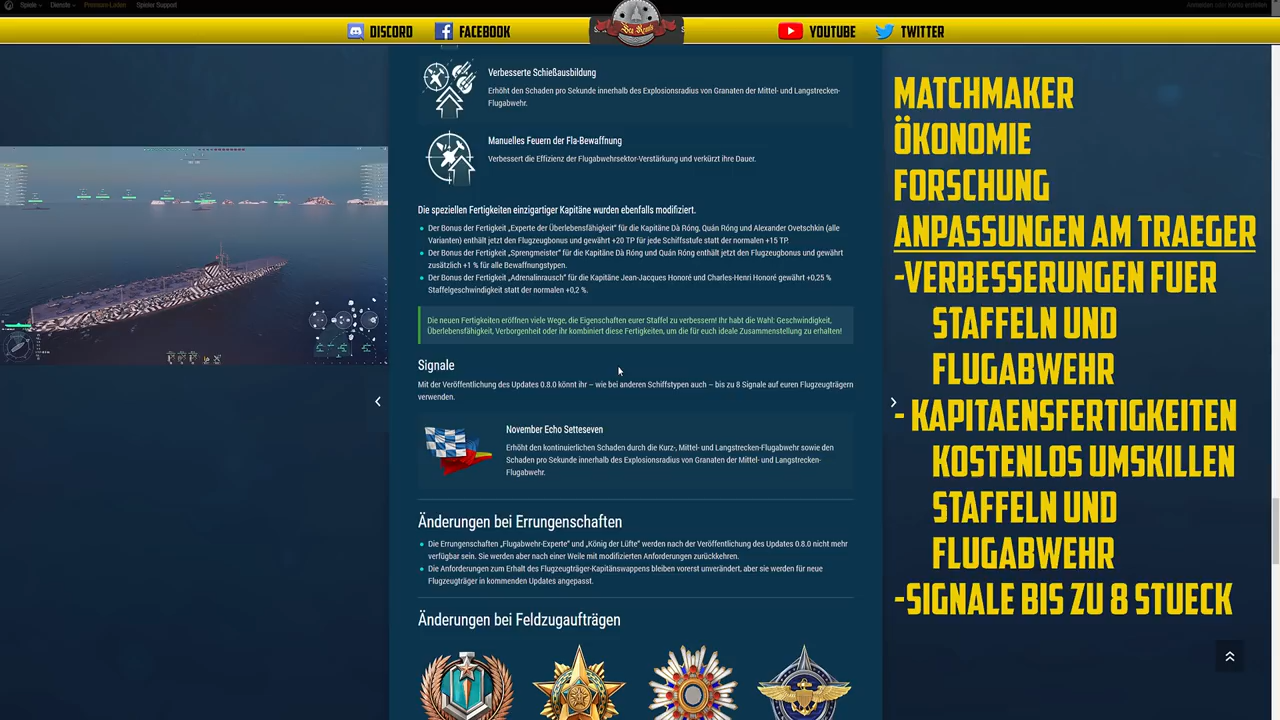 Spiele
Dienste
Premium-Laden
Spieler Support
Anmelden oder Konto erstellen
DISCORD
FACEBOOK
YOUTUBE
TWITTER
Verbesserte Schießausbildung
Erhöht den Schaden pro Sekunde innerhalb des Explosionsradius von Granaten der Mittel- und Langstrecken-
Flugabwehr.
Manuelles Feuern der Fla-Bewaffnung
Verbessert die Effizienz der Flugabwehrsektor-Verstärkung und verkürzt ihre Dauer.
Die speziellen Fertigkeiten einzigartiger Kapitäne wurden ebenfalls modifiziert.
Der Bonus der Fertigkeit „Experte der Überlebensfähigkeit" für die Kapitäne Dà Róng, Quán Róng und Alexander Ovetschkin (alle
Varianten) enthält jetzt den Flugzeugbonus und gewährt +20 TP für jede Schiffsstufe statt der normalen +15 TP.
Der Bonus der Fertigkeit „Sprengmeister" für die Kapitäne Dà Róng und Quán Róng enthält jetzt den Flugzeugbonus und gewährt
zusätzlich +1 % für alle Bewaffnungstypen.
Der Bonus der Fertigkeit „Adrenalinrausch" für die Kapitäne Jean-Jacques Honoré und Charles-Henri Honoré gewährt +0,25 %
Staffelgeschwindigkeit statt der normalen +0,2 %.
Die neuen Fertigkeiten eröffnen viele Wege, die Eigenschaften eurer Staffel zu verbessern! Ihr habt die Wahl: Geschwindigkeit,
Überlebensfähigkeit, Verborgenheit oder ihr kombiniert diese Fertigkeiten, um die für euch ideale Zusammenstellung zu erhalten!
Signale
Mit der Veröffentlichung des Updates 0.8.0 könnt ihr – wie bei anderen Schiffstypen auch – bis zu 8 Signale auf euren Flugzeugträgern
verwenden.
November Echo Setteseven
Erhöht den kontinuierlichen Schaden durch die Kurz-, Mittel- und Langstrecken-Flugabwehr sowie den
Schaden pro Sekunde innerhalb des Explosionsradius von Granaten der Mittel- und Langstrecken-
Flugabwehr.
Änderungen bei Errungenschaften
Die Errungenschaften „Flugabwehr-Experte" und „König der Lüfte" werden nach der Veröffentlichung des Updates 0.8.0 nicht mehr
verfügbar sein. Sie werden aber nach einer Weile mit modifizierten Anforderungen zurückkehren.
Die Anforderungen zum Erhalt des Flugzeugträger-Kapitänswappens bleiben vorerst unverändert, aber sie werden für neue
Flugzeugträger in kommenden Updates angepasst.
Änderungen bei Feldzugaufträgen
MATCHMAKER
ÖKONOMIE
FORSCHUNG
ANPASSUNGEN AM TRAEGER
-VERBESSERUNGEN FUER
STAFFELN UND
FLUGABWEHR
- KAPITAENSFERTIGKEITEN
KOSTENLOS UMSKILLEN
STAFFELN UND
FLUGABWEHR
-SIGNALE BIS ZU 8 STUECK